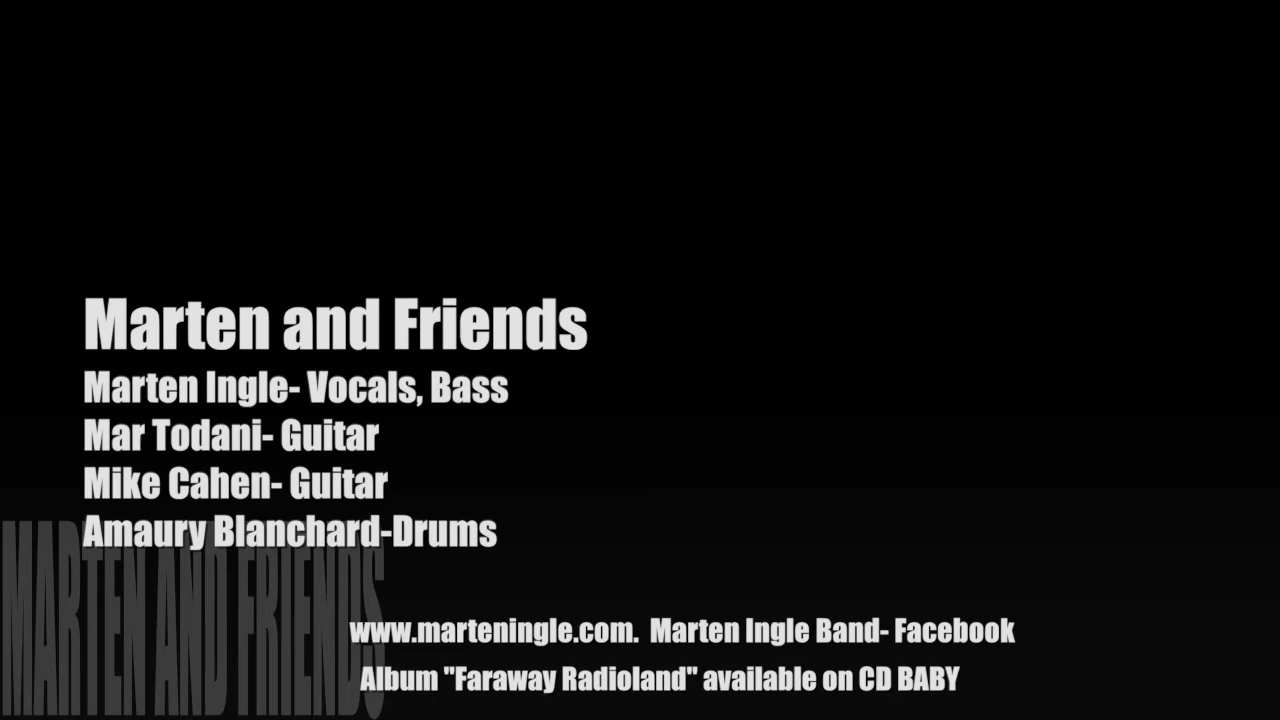 Marten and Friends
Marten Ingle- Vocals, Bass
Mar Todani- Guitar
Mike Cahen- Guitar
Amaury Blanchard-Drums
MARTEN AND FRIENDS
www.marteningle.com.  Marten Ingle Band- Facebook
Album "Faraway Radioland" available on CD BABY